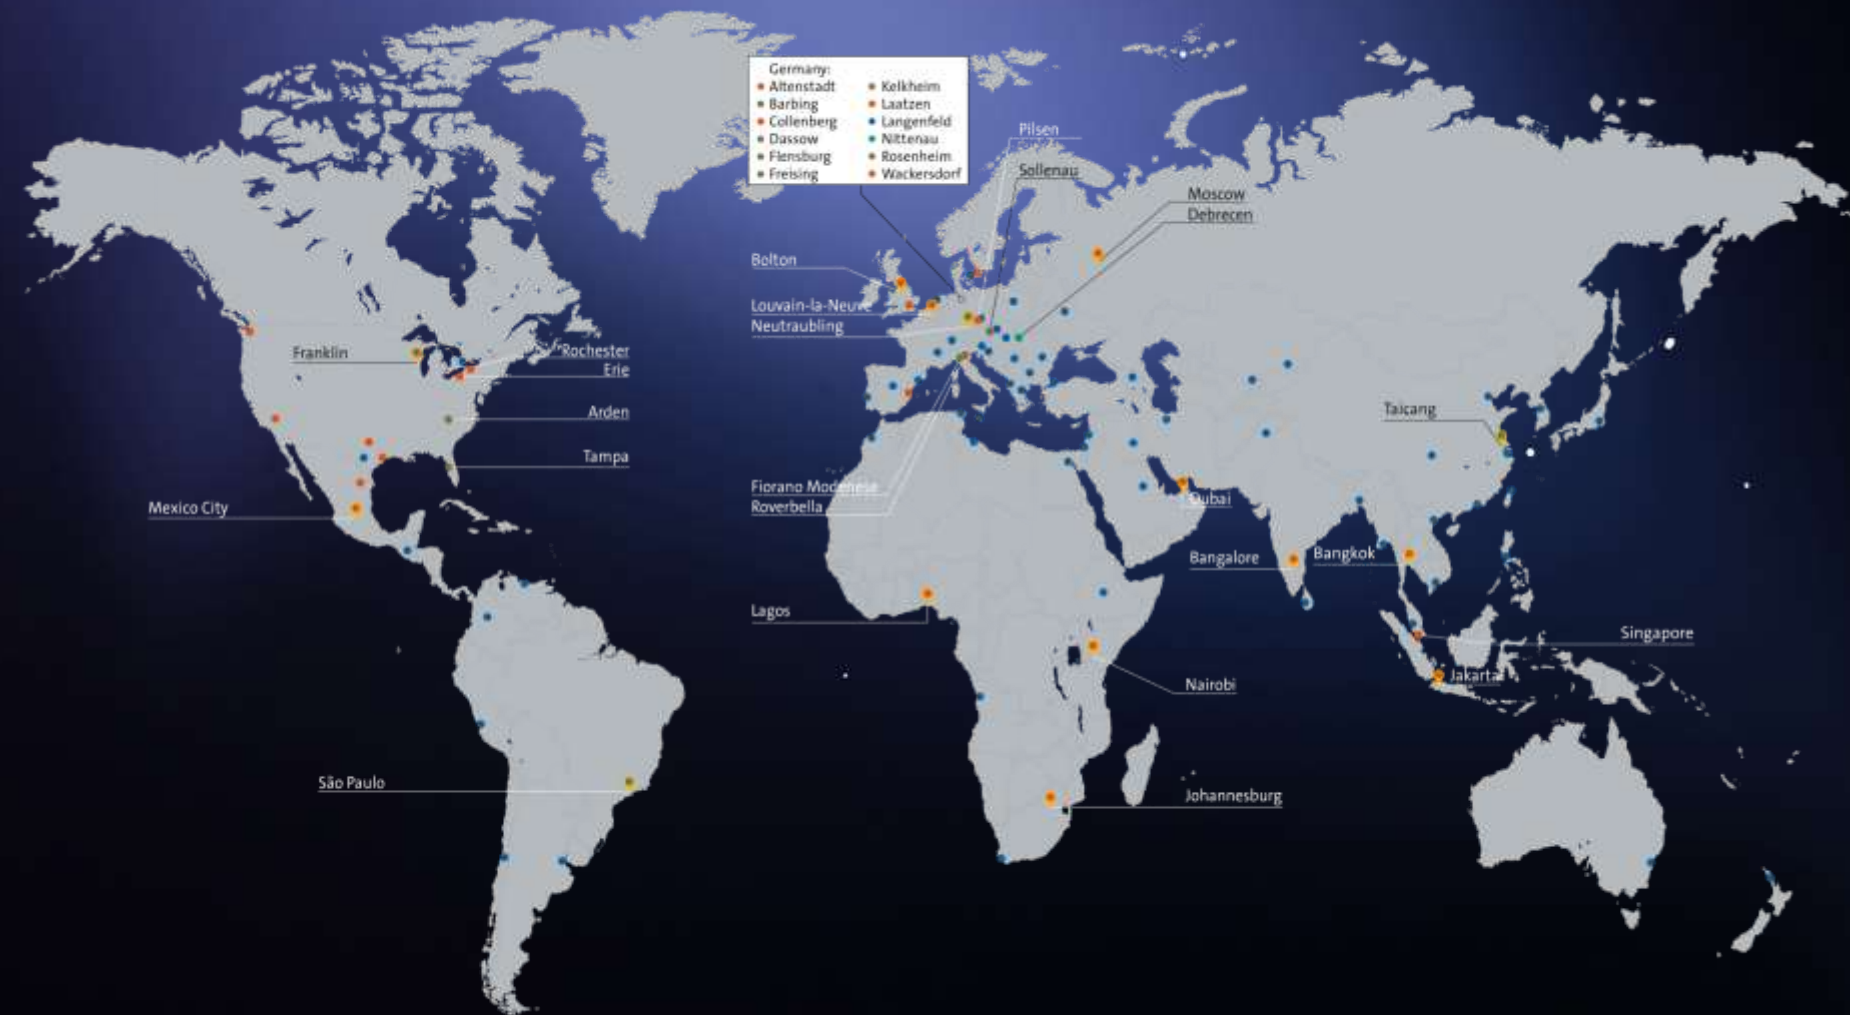 Germany:
Altenstadt
Barbing
Collenberg
Dassow
Flensburg
Freising
Kelkheim
Laatzen
Langenfeld
Nittenau
Rosenheim
Wackersdorf
Pilsen
Sollenau
Moscow
Debrecen
Bolton
Louvain-la-Neuve
Neutraubling
Franklin
Rochester
Erie
Arden
Tampa
Mexico City
Taicang
Fiorano Modenese
Roverbella
Dubai
Bangalore
Bangkok
Lagos
Singapore
Jakarta
Nairobi
São Paulo
Johannesburg